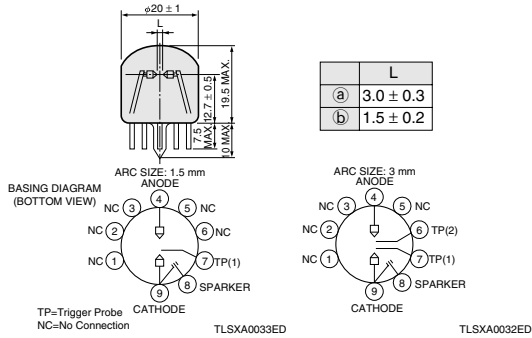 φ20 ± 1
L
12.7 ± 0.5
19.5 MAX.
7.5 MAX.
10 MAX.
L
ⓐ 3.0 ± 0.3
ⓑ 1.5 ± 0.2
BASING DIAGRAM
(BOTTOM VIEW)
ARC SIZE: 1.5 mm
ANODE
4
NC 3
5 NC
NC 2
6 NC
NC 1
7 TP(1)
8 SPARKER
9
CATHODE
TP=Trigger Probe
NC=No Connection
TLSXA0033ED
ARC SIZE: 3 mm
ANODE
4
NC 3
5 NC
NC 2
6 TP(2)
NC 1
7 TP(1)
8 SPARKER
9
CATHODE
TLSXA0032ED